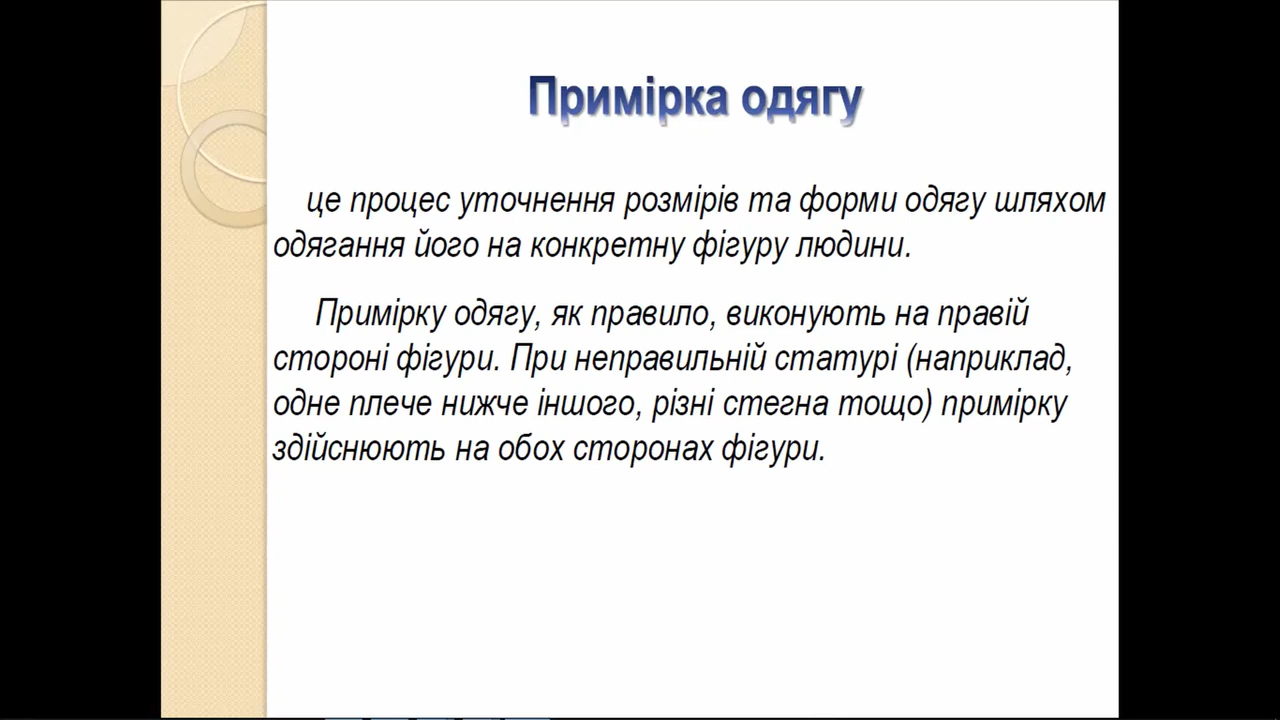 Примірка одягу
це процес уточнення розмірів та форми одягу шляхом
одягання його на конкретну фігуру людини.
Примірку одягу, як правило, виконують на правій
стороні фігури. При неправильній статурі (наприклад,
одне плече нижче іншого, різні стегна тощо) примірку
здійснюють на обох сторонах фігури.